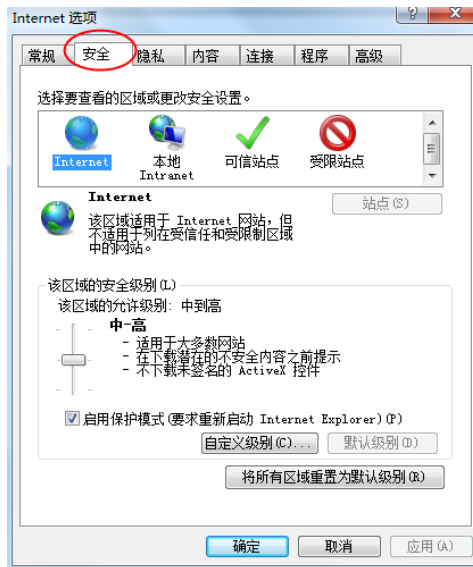 Internet 选项
常规 安全 隐私 内容 连接 程序 高级
选择要查看的区域或更改安全设置。
Internet 本地 Intranet 可信站点 受限站点
Internet
站点(S)
该区域适用于 Internet 网站，但
不适用于列在受信任和受限制区域
中的网站。
该区域的安全级别(L)
该区域的允许级别: 中到高
中-高
- 适用于大多数网站
- 在下载潜在的不安全内容之前提示
- 不下载未签名的 ActiveX 控件
启用保护模式(要求重新启动 Internet Explorer)(P)
自定义级别(C)... 默认级别(D)
将所有区域重置为默认级别(R)
确定 取消 应用(A)